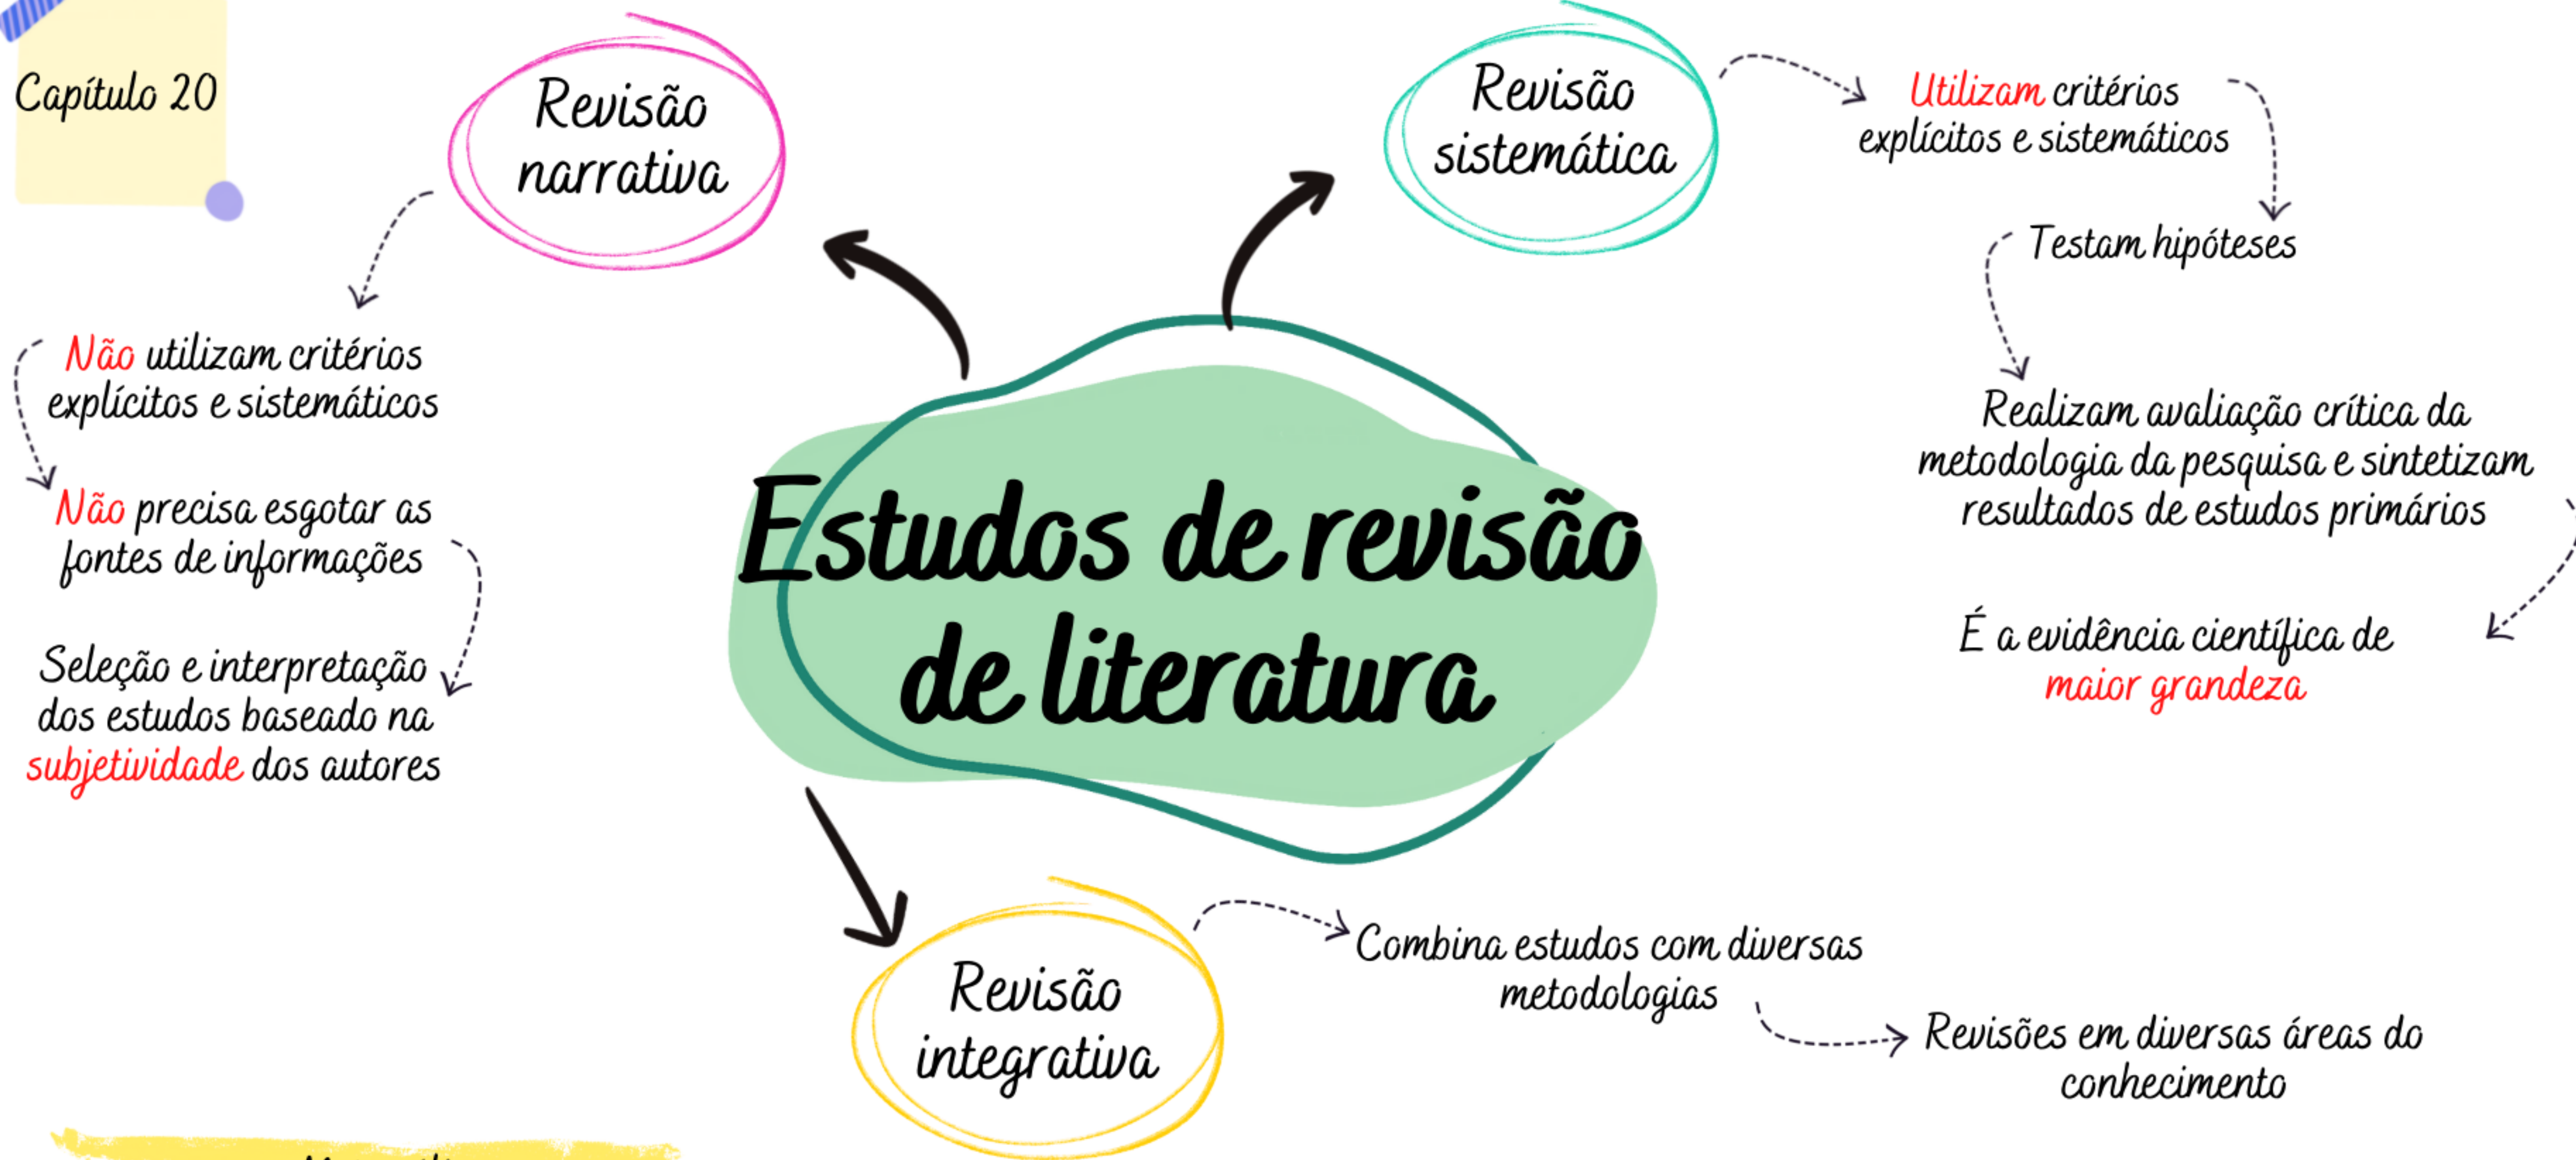 Capítulo 20
Revisão
narrativa
Não utilizam critérios
explícitos e sistemáticos
Não precisa esgotar as
fontes de informações
Seleção e interpretação
dos estudos baseado na
subjetividade dos autores
Revisão
sistemática
Utilizam critérios
explícitos e sistemáticos
Testam hipóteses
Realizam avaliação crítica da
metodologia da pesquisa e sintetizam
resultados de estudos primários
É a evidência científica de
maior grandeza
Estudos de revisão
de literatura
Revisão
integrativa
Combina estudos com diversas
metodologias
Revisões em diversas áreas do
conhecimento